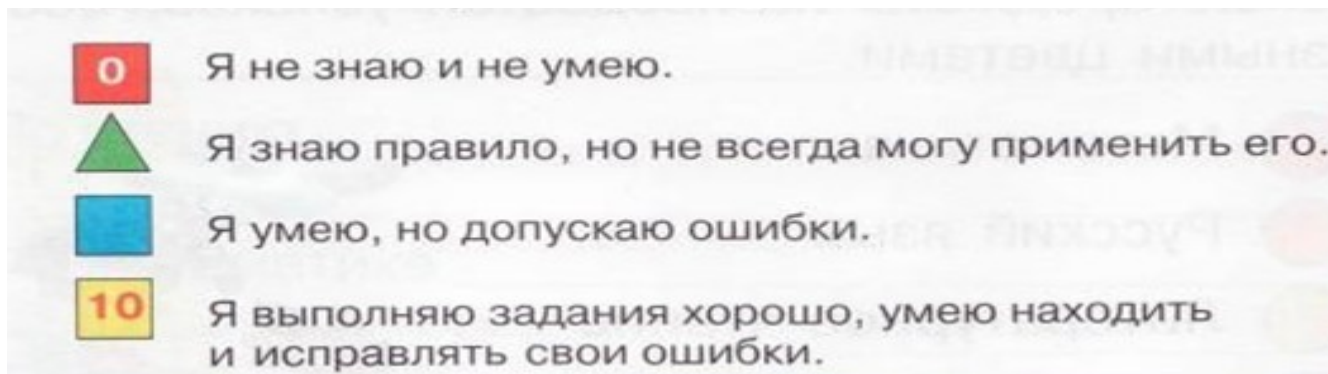 0 Я не знаю и не умею.
Я знаю правило, но не всегда могу применить его.
Я умею, но допускаю ошибки.
10 Я выполняю задания хорошо, умею находить
и исправлять свои ошибки.